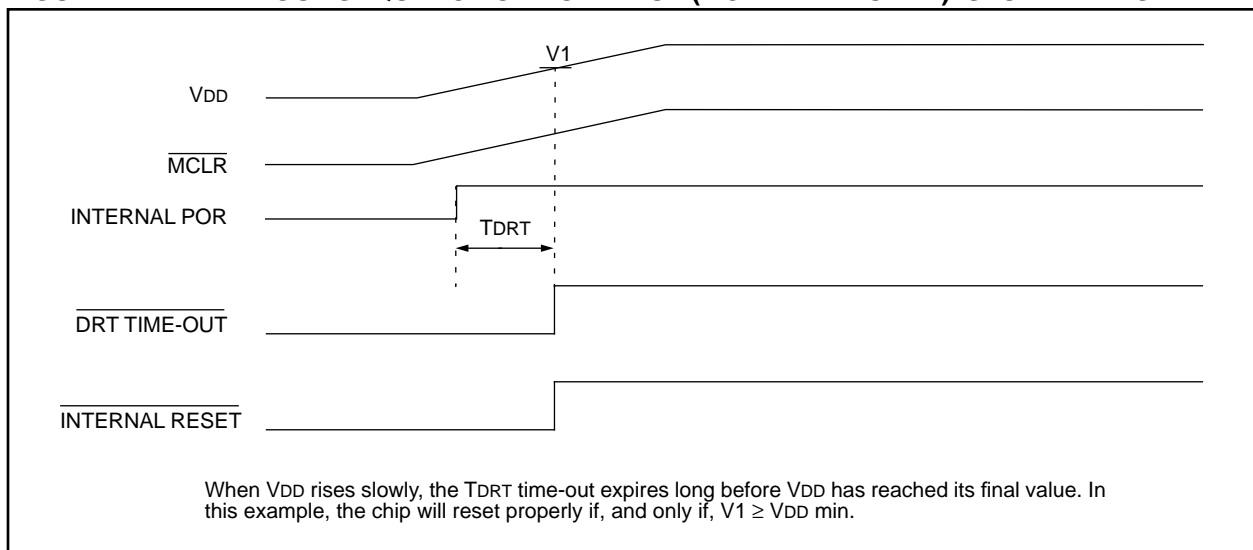 V1
VDD
MCLR
INTERNAL POR
TDRT
DRT TIME-OUT
INTERNAL RESET
When VDD rises slowly, the TDRT time-out expires long before VDD has reached its final value. In
this example, the chip will reset properly if, and only if, V1 ≥ VDD min.